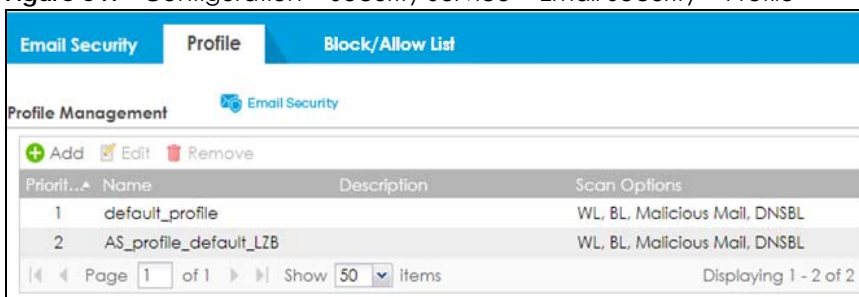 Email Security Profile Block/Allow List
Profile Management Email Security
Add Edit Remove
Priorit... Name Description Scan Options
1 default_profile WL, BL, Malicious Mail, DNSBL
2 AS_profile_default_LZB WL, BL, Malicious Mail, DNSBL
Page 1 of 1 Show 50 items Displaying 1 - 2 of 2